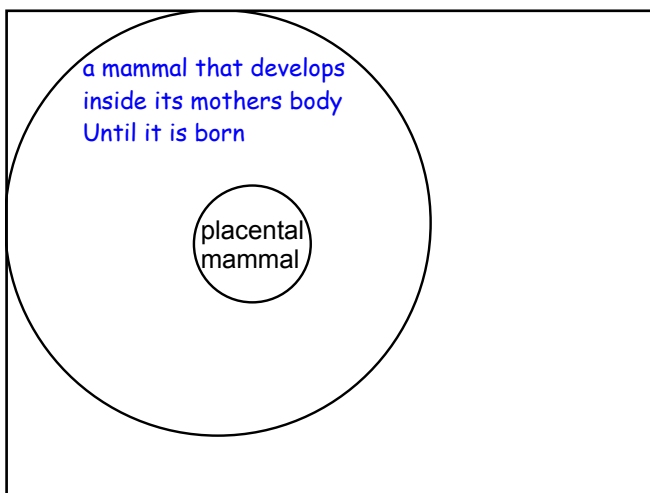 a mammal that develops
inside its mothers body
Until it is born
placental
mammal